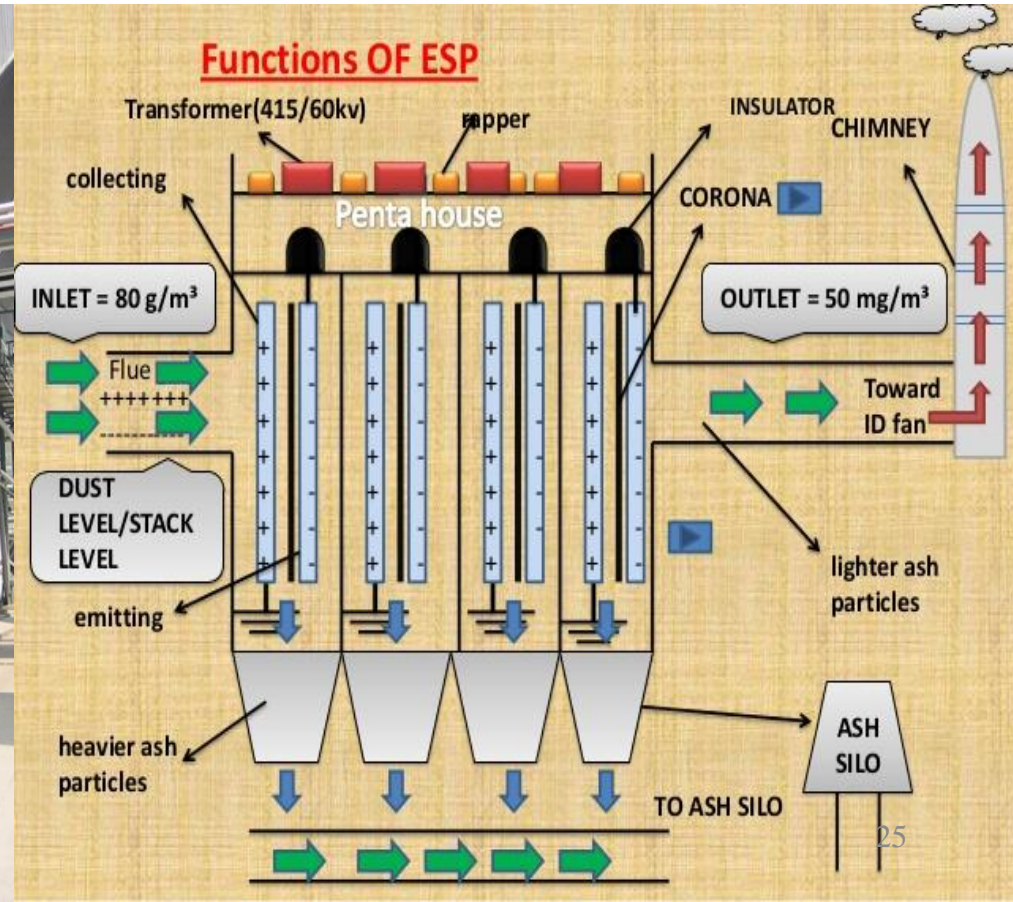 Functions OF ESP
Transformer(415/60kv)
rapper
INSULATOR
CHIMNEY
collecting
CORONA
Penta house
INLET = 80 g/m³
OUTLET = 50 mg/m³
Flue
+++++++
+ - + - + - + -
+ - + - + - + -
+ - + - + - + -
+ - + - + - + -
+ - + - + - + -
+ - + - + - + -
Toward
ID fan
DUST
LEVEL/STACK
LEVEL
emitting
lighter ash
particles
heavier ash
particles
ASH
SILO
TO ASH SILO
25